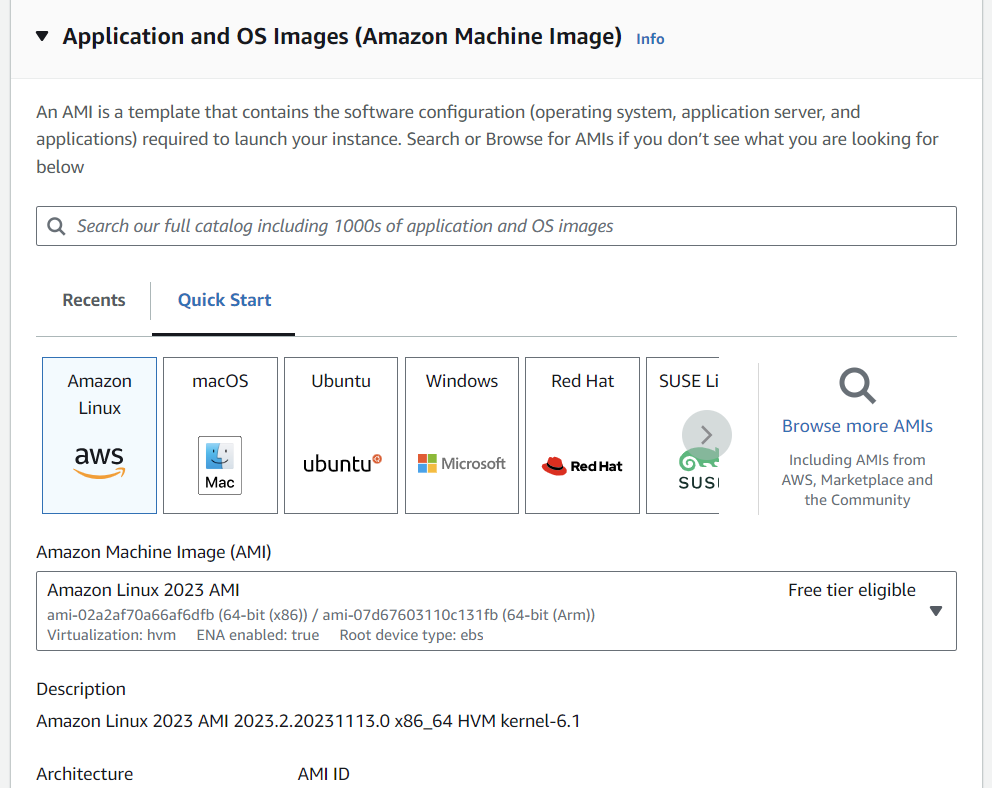 Application and OS Images (Amazon Machine Image) Info
An AMI is a template that contains the software configuration (operating system, application server, and
applications) required to launch your instance. Search or Browse for AMIs if you don’t see what you are looking for
below
Search our full catalog including 1000s of application and OS images
Recents
Quick Start
Amazon
Linux
aws
macOS
Mac
Ubuntu
ubuntu
Windows
Microsoft
Red Hat
Red Hat
SUSE Li
SUS
Browse more AMIs
Including AMIs from
AWS, Marketplace and
the Community
Amazon Machine Image (AMI)
Amazon Linux 2023 AMI
Free tier eligible
ami-02a2af70a66af6dfb (64-bit (x86)) / ami-07d67603110c131fb (64-bit (Arm))
Virtualization: hvm ENA enabled: true Root device type: ebs
Description
Amazon Linux 2023 AMI 2023.2.20231113.0 x86_64 HVM kernel-6.1
Architecture
AMI ID